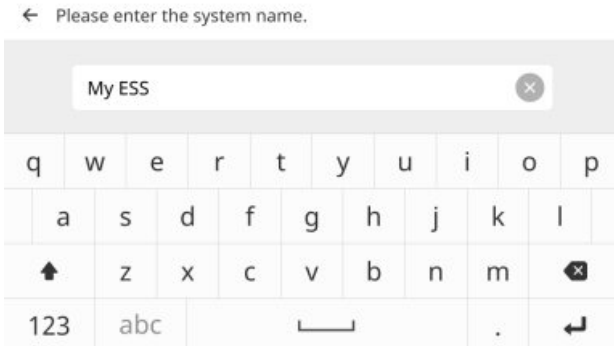 Please enter the system name.
My ESS
q w e r t y u i o p
a s d f g h j k l
z x c v b n m
123 abc .